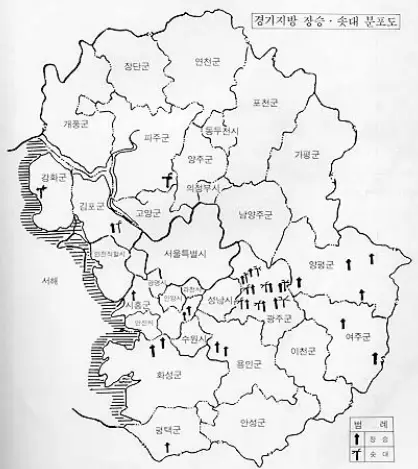 경기지방 장승·솟대 분포도
연천군
장단군
포천군
개풍군
동두천시
파주군
가평군
양주군
강화군
의정부시
김포군
고양군
남양주군
서울특별시
인천직할시
양평군
서해
광명시
과천시
성남시
시흥군
안양시
광주군
안산시
수원시
여주군
이천군
용인군
화성군
안성군
평택군
범 례
장 승
솟 대